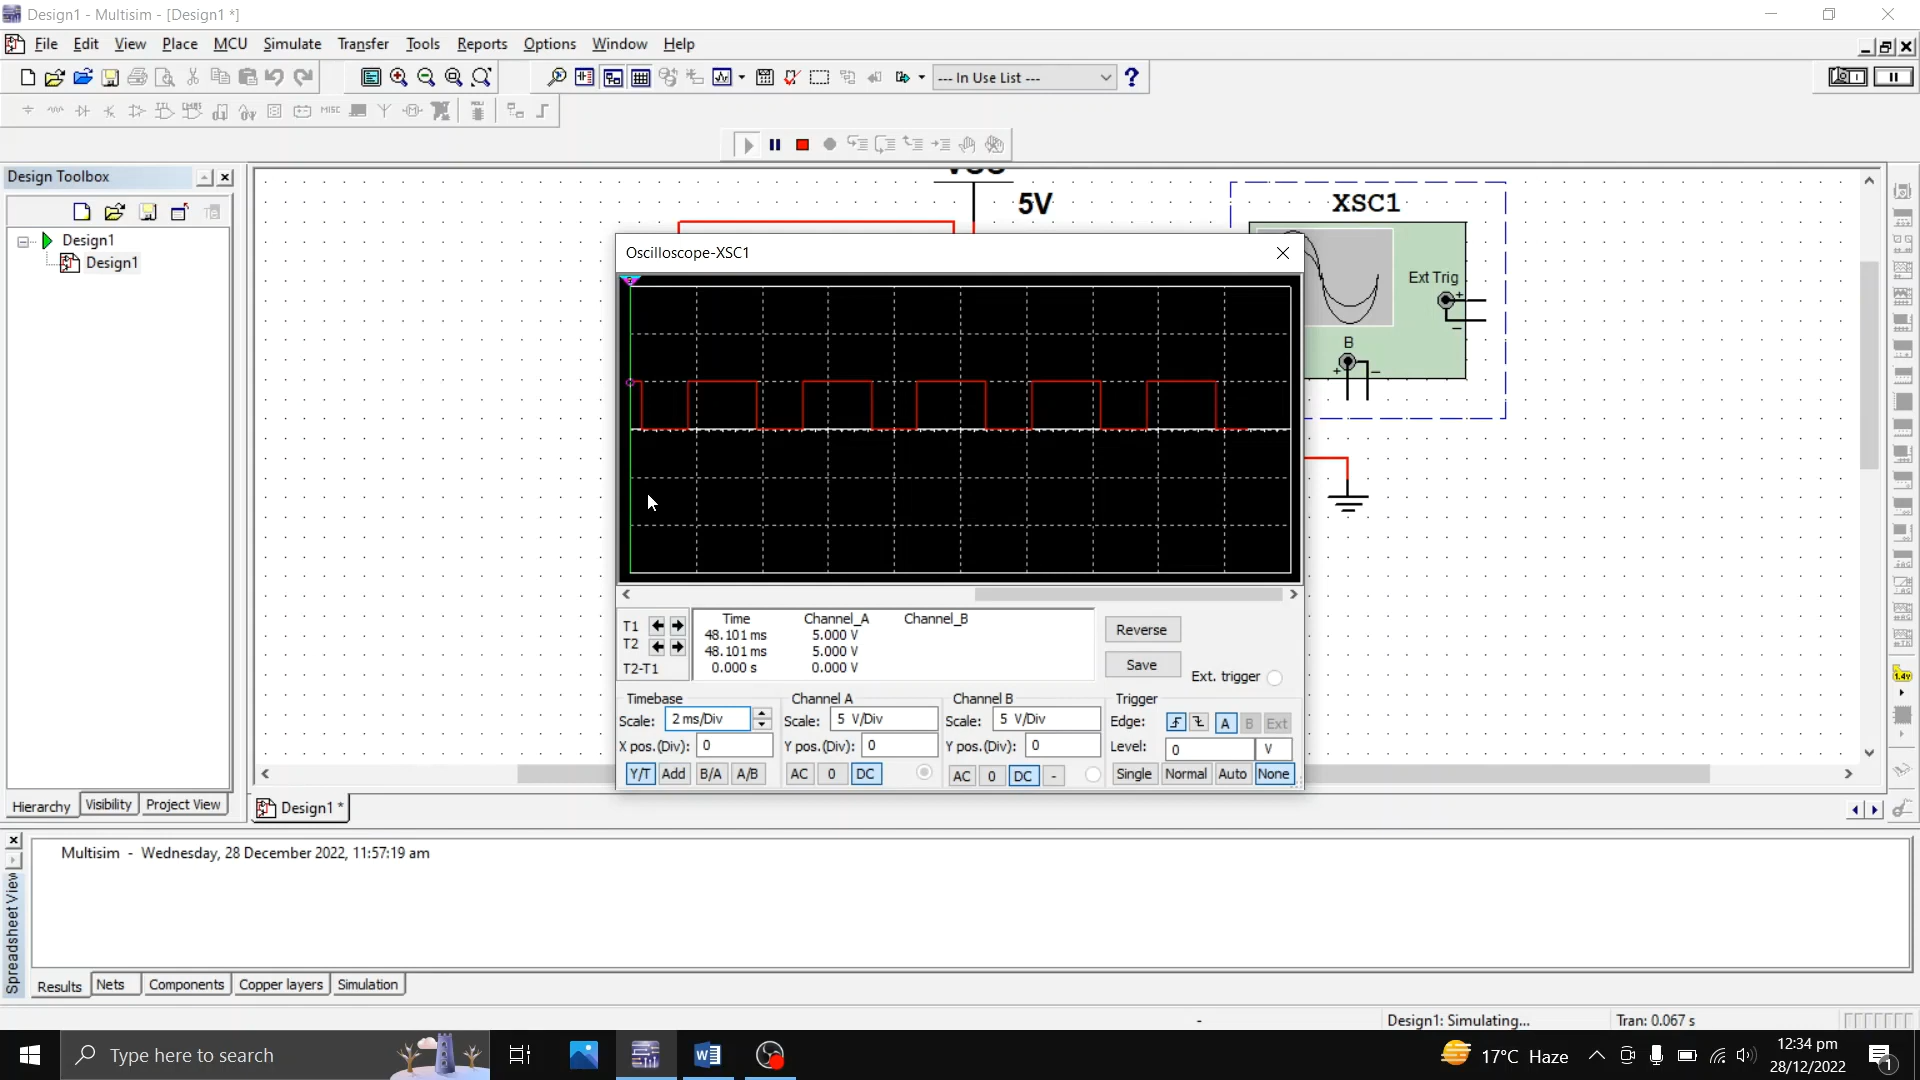 Design1 - Multisim - [Design1 *]
File Edit View Place MCU Simulate Transfer Tools Reports Options Window Help
--- In Use List ---
MISC
Design Toolbox
Design1
Design1
5V
XSC1
Ext Trig
B
Oscilloscope-XSC1
T1
T2
T2-T1
Time Channel_A Channel_B
48.101 ms 5.000 V
48.101 ms 5.000 V
0.000 s 0.000 V
Reverse
Save
Ext. trigger
Timebase Channel A Channel B Trigger
Scale: 2 ms/Div Scale: 5 V/Div Scale: 5 V/Div Edge: A B Ext
X pos.(Div): 0 Y pos.(Div): 0 Y pos.(Div): 0 Level: 0 V
Y/T Add B/A A/B AC 0 DC AC 0 DC - Single Normal Auto None
Hierarchy Visibility Project View
Design1 *
Multisim - Wednesday, 28 December 2022, 11:57:19 am
Spreadsheet View
Results Nets Components Copper layers Simulation
- Design1: Simulating... Tran: 0.067 s
Type here to search
17°C Haze
12:34 pm
28/12/2022
1